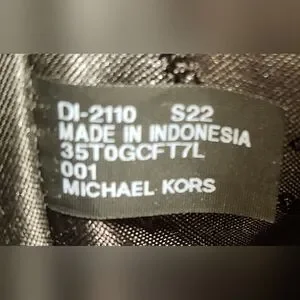 DI-2110 S22
MADE IN INDONESIA
35T0GCFT7L
001
MICHAEL KORS